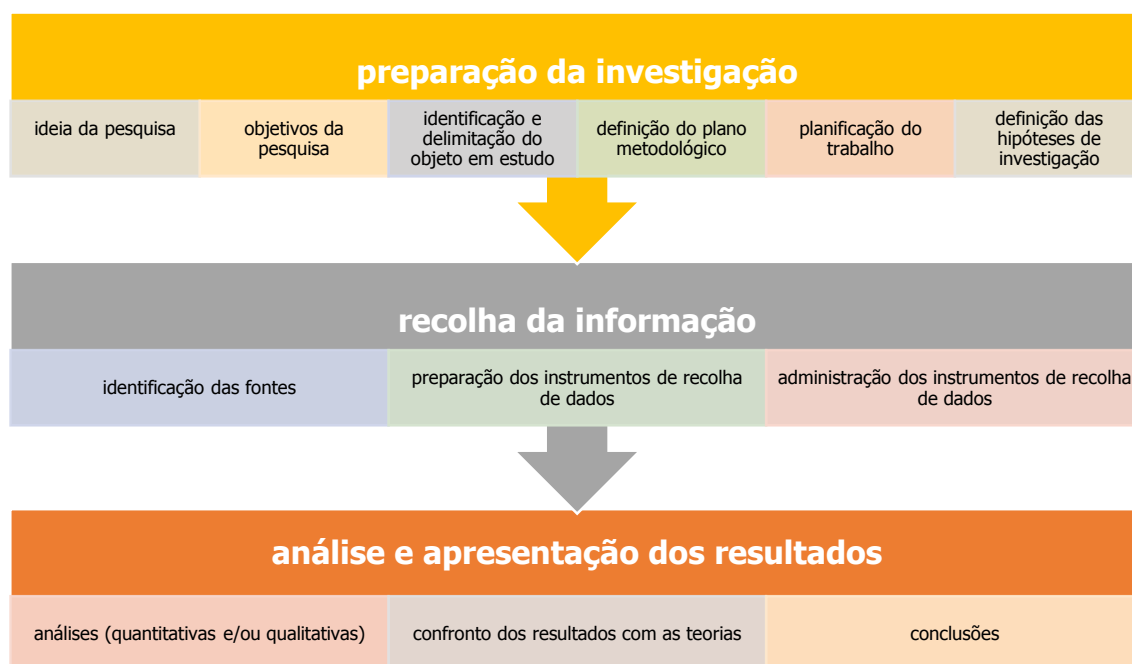 preparação da investigação
ideia da pesquisa
objetivos da
pesquisa
identificação e
delimitação do
objeto em estudo
definição do plano
metodológico
planificação do
trabalho
definição das
hipóteses de
investigação
recolha da informação
identificação das fontes
preparação dos instrumentos de recolha
de dados
administração dos instrumentos de recolha
de dados
análise e apresentação dos resultados
análises (quantitativas e/ou qualitativas)
confronto dos resultados com as teorias
conclusões